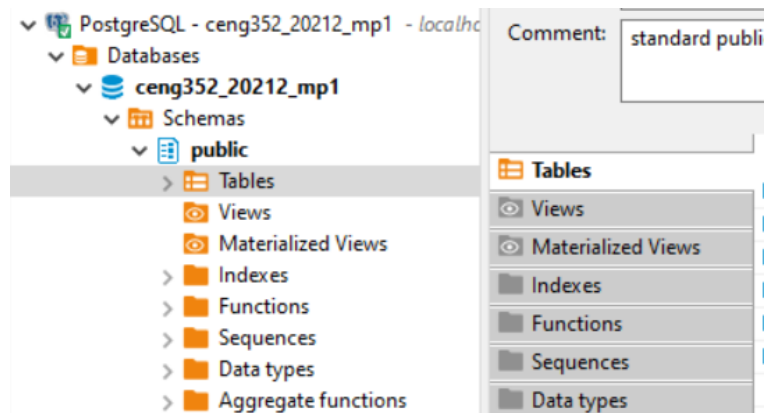 PostgreSQL - ceng352_20212_mp1 - localho
Databases
ceng352_20212_mp1
Schemas
public
Tables
Views
Materialized Views
Indexes
Functions
Sequences
Data types
Aggregate functions
Comment:
standard publi
Tables
Views
Materialized Views
Indexes
Functions
Sequences
Data types